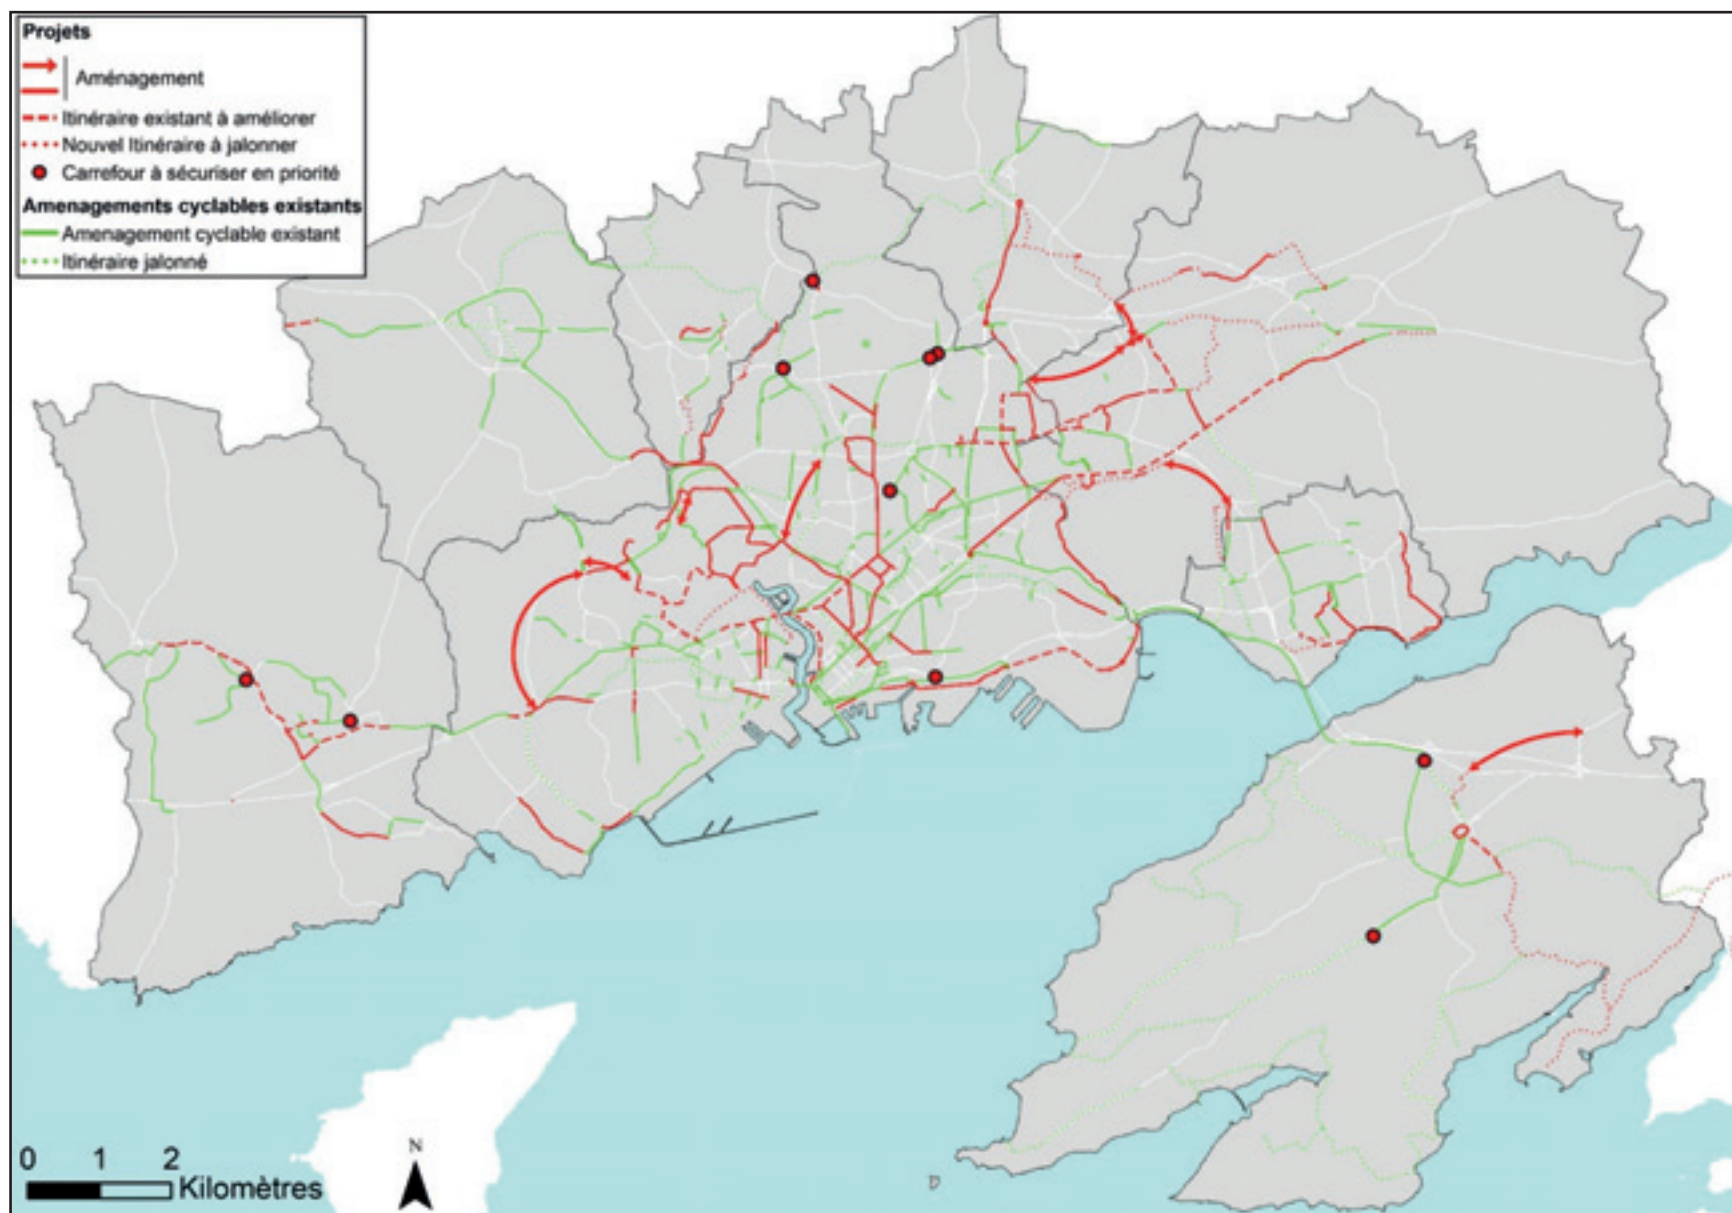 Projets
Aménagement
Itinéraire existant à améliorer
Nouvel Itinéraire à jalonner
Carrefour à sécuriser en priorité
Amenagements cyclables existants
Amenagement cyclable existant
Itinéraire jalonné
N
0 1 2
Kilomètres